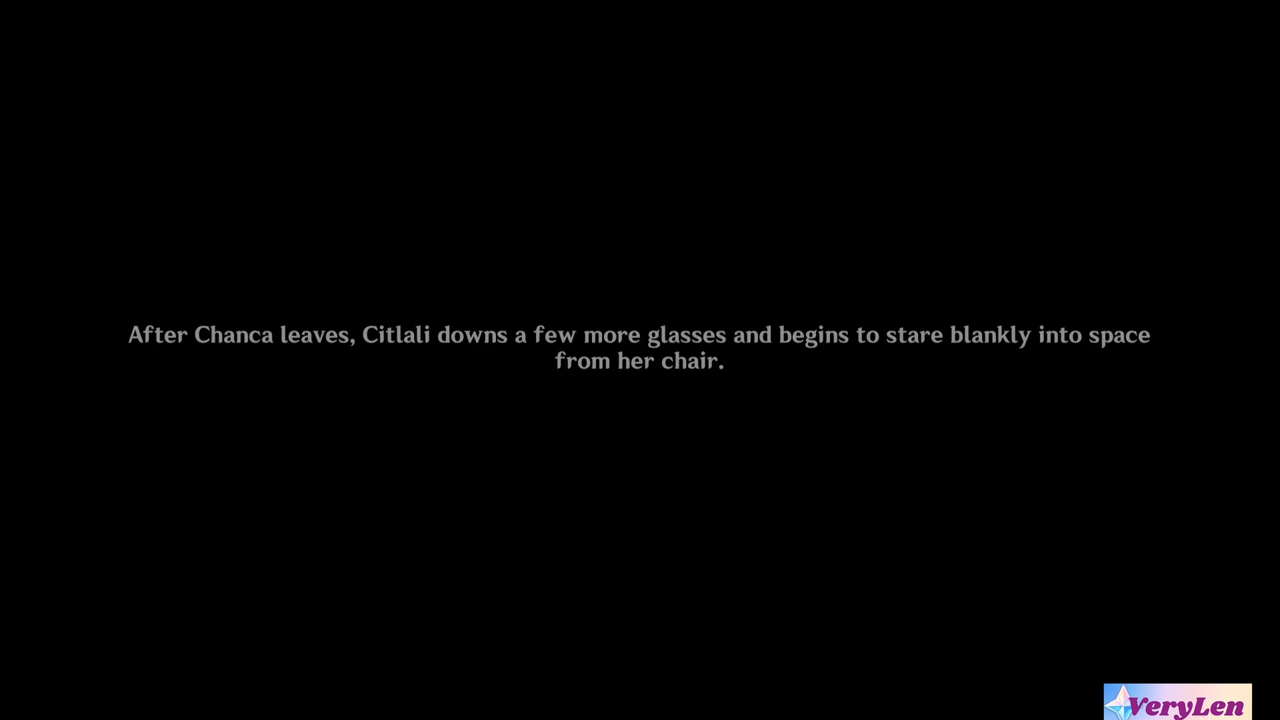 After Chanca leaves, Citlali downs a few more glasses and begins to stare blankly into space
from her chair.
VeryLen